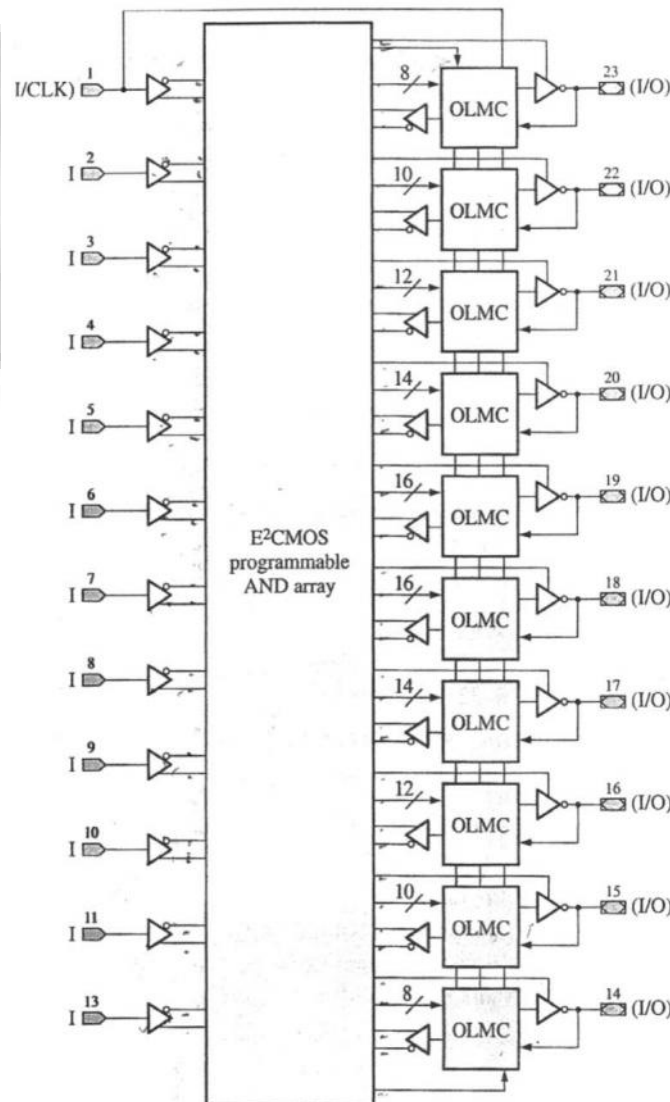 1
I/CLK)
8
OLMC
23
(I/O)
2
I
10
OLMC
22
(I/O)
3
I
12
OLMC
21
(I/O)
4
I
14
OLMC
20
(I/O)
5
I
16
OLMC
19
(I/O)
6
I
E²CMOS
programmable
AND array
16
OLMC
18
(I/O)
7
I
14
OLMC
17
(I/O)
8
I
12
OLMC
16
(I/O)
9
I
10
OLMC
15
(I/O)
10
I
11
I
8
OLMC
14
(I/O)
13
I